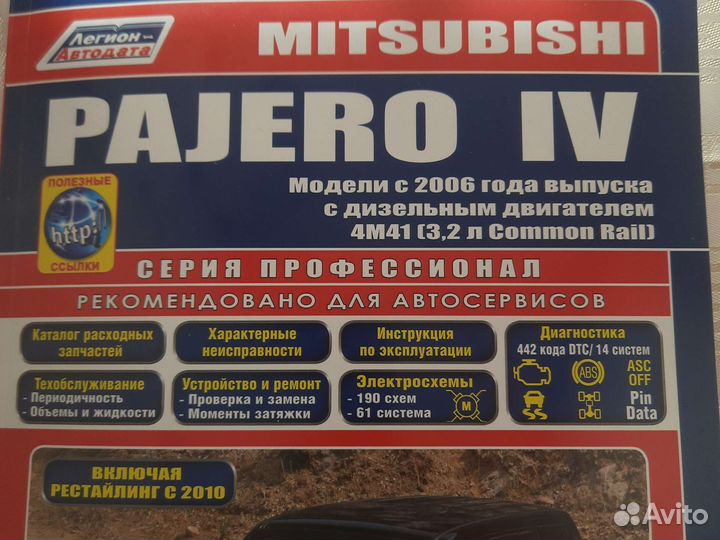 Легион
Автодата
MITSUBISHI
PAJERO IV
ПОЛЕЗНЫЕ
http:
ССЫЛКИ
Модели с 2006 года выпуска
с дизельным двигателем
4M41 (3,2 л Common Rail)
СЕРИЯ ПРОФЕССИОНАЛ
РЕКОМЕНДОВАНО ДЛЯ АВТОСЕРВИСОВ
Каталог расходных
запчастей
Характерные
неисправности
Инструкция
по эксплуатации
Диагностика
442 кода DTC/ 14 систем
ABS
ASC
OFF
Pin
Data
Техобслуживание
- Периодичность
- Объемы и жидкости
Устройство и ремонт
- Проверка и замена
- Моменты затяжки
Электросхемы
- 190 схем
- 61 система
M
ВКЛЮЧАЯ
РЕСТАЙЛИНГ С 2010
Avito